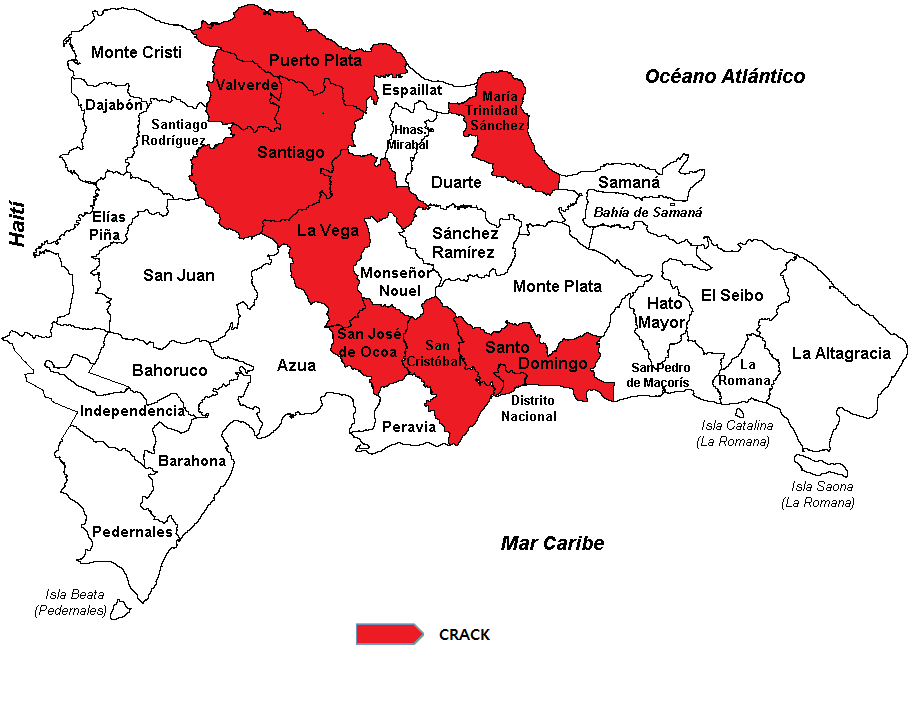 Monte Cristi
Puerto Plata
Océano Atlántico
Valverde
Espaillat
María
Trinidad
Sánchez
Dajabón
Santiago
Rodríguez
Hnas.
Mirabal
Santiago
Duarte
Samaná
Haití
Elías
Piña
Bahía de Samaná
La Vega
Sánchez
Ramírez
San Juan
Monseñor
Nouel
Monte Plata
Hato
Mayor
El Seibo
San José
de Ocoa
San
Cristóbal
Santo
Domingo
La Altagracia
Azua
Bahoruco
San Pedro
de Macorís
La
Romana
Independencia
Distrito
Nacional
Peravia
Isla Catalina
(La Romana)
Barahona
Isla Saona
(La Romana)
Pedernales
Mar Caribe
Isla Beata
(Pedernales)
CRACK